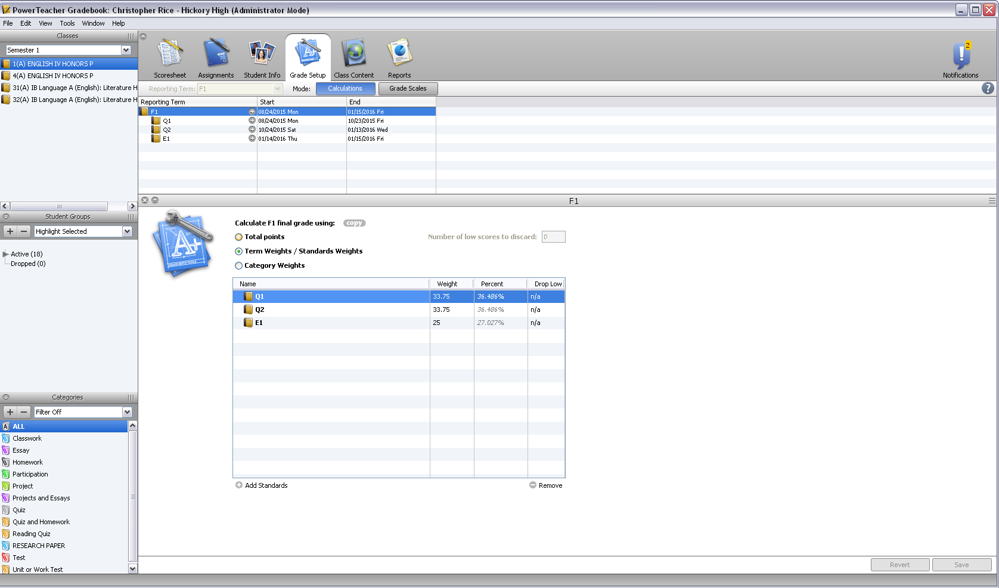 PowerTeacher Gradebook: Christopher Rice - Hickory High (Administrator Mode)
File Edit View Tools Window Help
Classes
Semester 1
1(A) ENGLISH IV HONORS P
4(A) ENGLISH IV HONORS P
31(A) IB Language A (English): Literature H
32(A) IB Language A (English): Literature H
Scoresheet Assignments Student Info Grade Setup Class Content Reports
2
Notifications
Reporting Term: F1 Mode: Calculations Grade Scales ?
Reporting Term Start End
F1 08/24/2015 Mon 01/15/2016 Fri
Q1 08/24/2015 Mon 10/23/2015 Fri
Q2 10/24/2015 Sat 01/13/2016 Wed
E1 01/14/2016 Thu 01/15/2016 Fri
F1
Student Groups
Highlight Selected
Active (18)
Dropped (0)
A+
Calculate F1 final grade using: copy
Total points Number of low scores to discard: 0
Term Weights / Standards Weights
Category Weights
Name Weight Percent Drop Low
Q1 33.75 36.486% n/a
Q2 33.75 36.486% n/a
E1 25 27.027% n/a
Add Standards Remove
Categories
Filter Off
ALL
Classwork
Essay
Homework
Participation
Project
Projects and Essays
Quiz
Quiz and Homework
Reading Quiz
RESEARCH PAPER
Test
Unit or Work Test
Revert Save